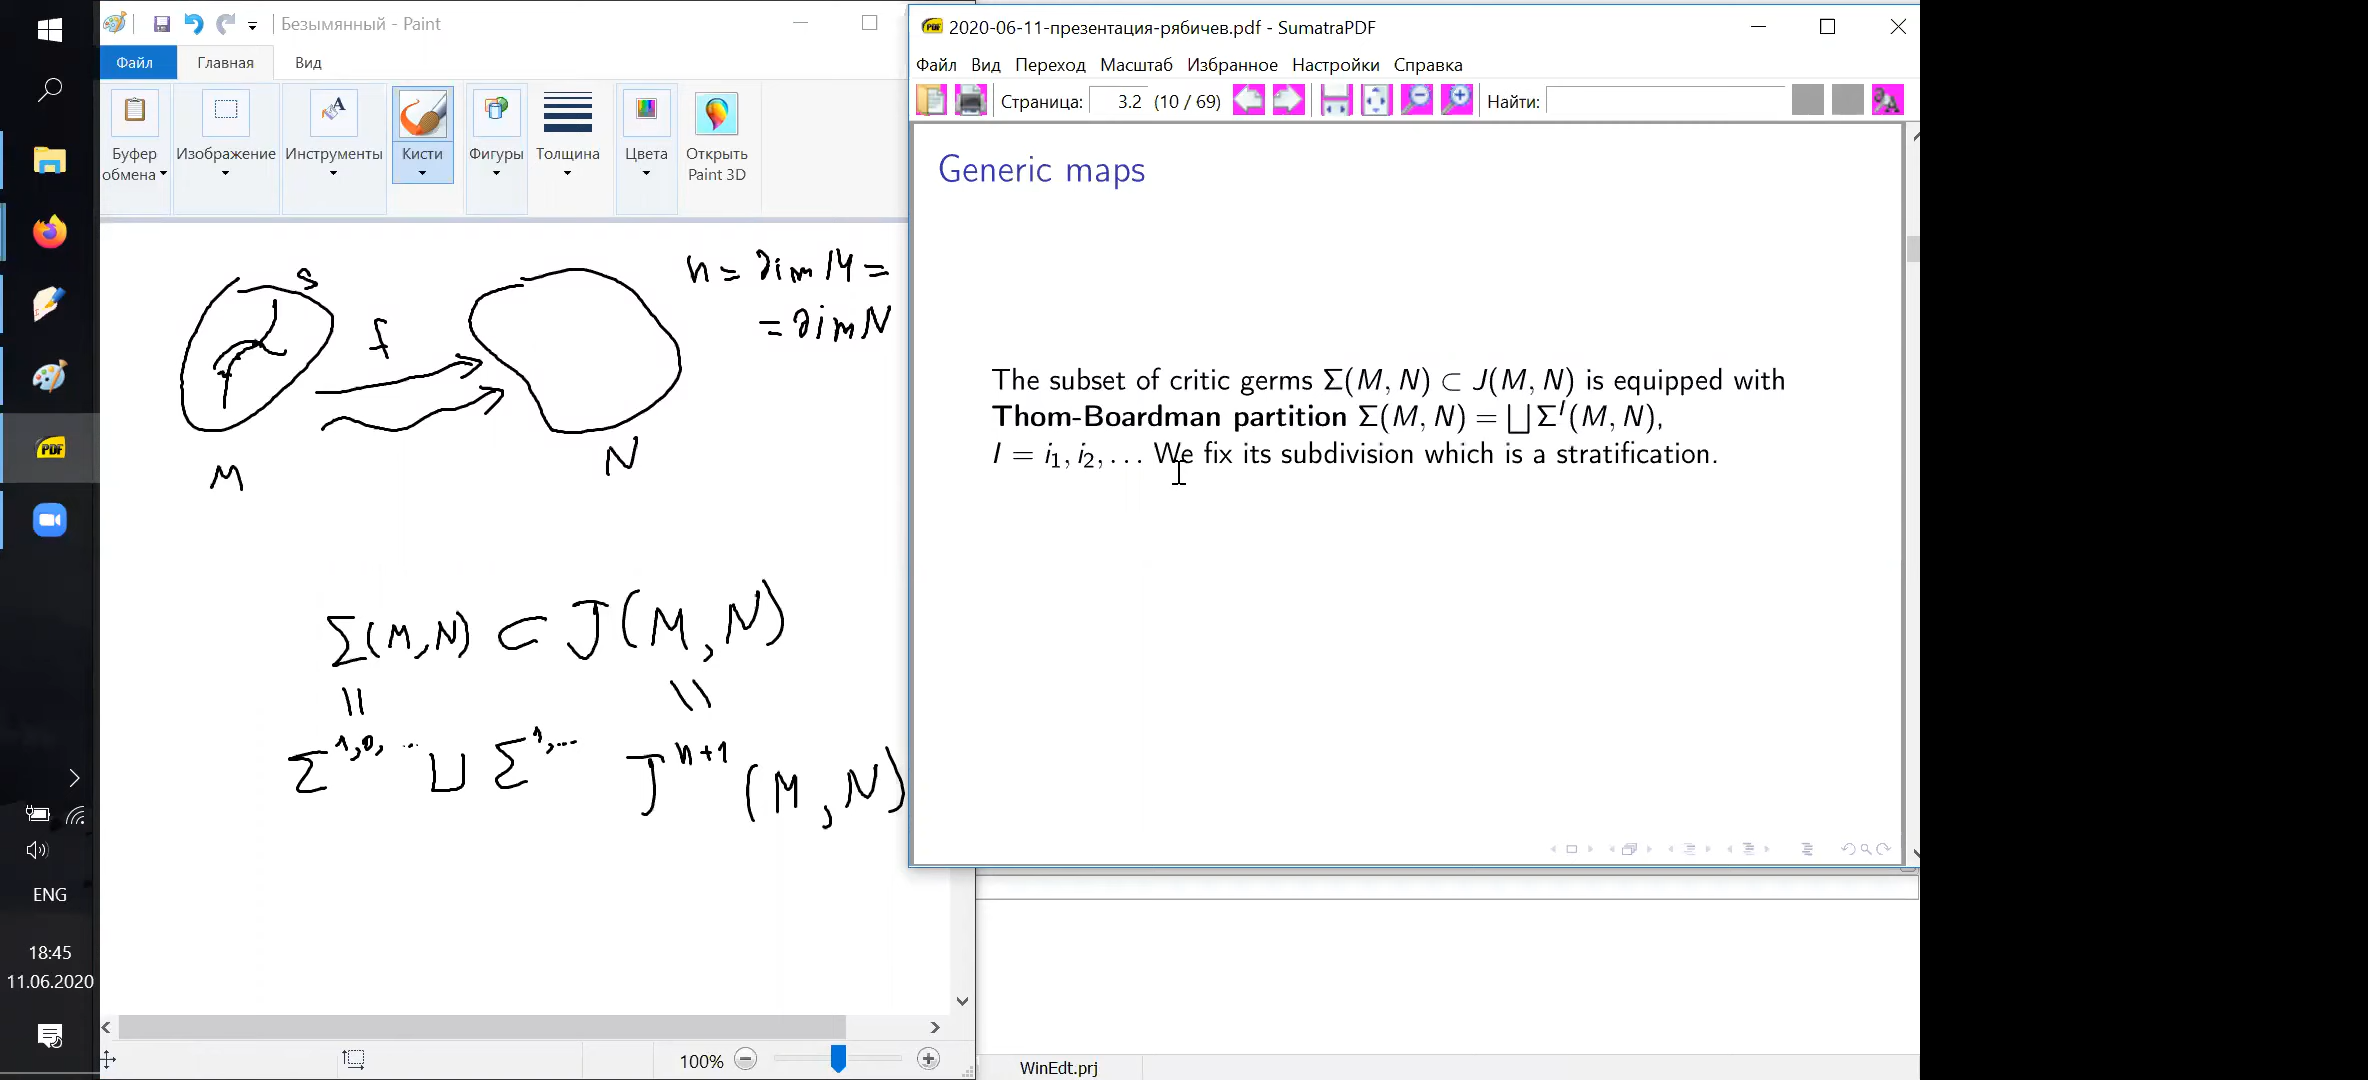 Безымянный - Paint
Файл Главная Вид
Буфер обмена
Изображение
Инструменты
Кисти
Фигуры
Толщина
Цвета
Открыть Paint 3D
S
f
M
N
n = dim M =
= dim N
Σ(M,N) ⊂ J(M,N)
|| ||
Σ^{1,0,...} ⊔ Σ^{1,...} J^{n+1}(M,N)
100%
ENG
18:45
11.06.2020
2020-06-11-презентация-рябичев.pdf - SumatraPDF
Файл Вид Переход Масштаб Избранное Настройки Справка
Страница: 3.2 (10 / 69) Найти:
Generic maps
The subset of critic germs Σ(M, N) ⊂ J(M, N) is equipped with
Thom-Boardman partition Σ(M, N) = ⨆ Σ^I(M, N),
I = i₁, i₂, . . . We fix its subdivision which is a stratification.
WinEdt.prj